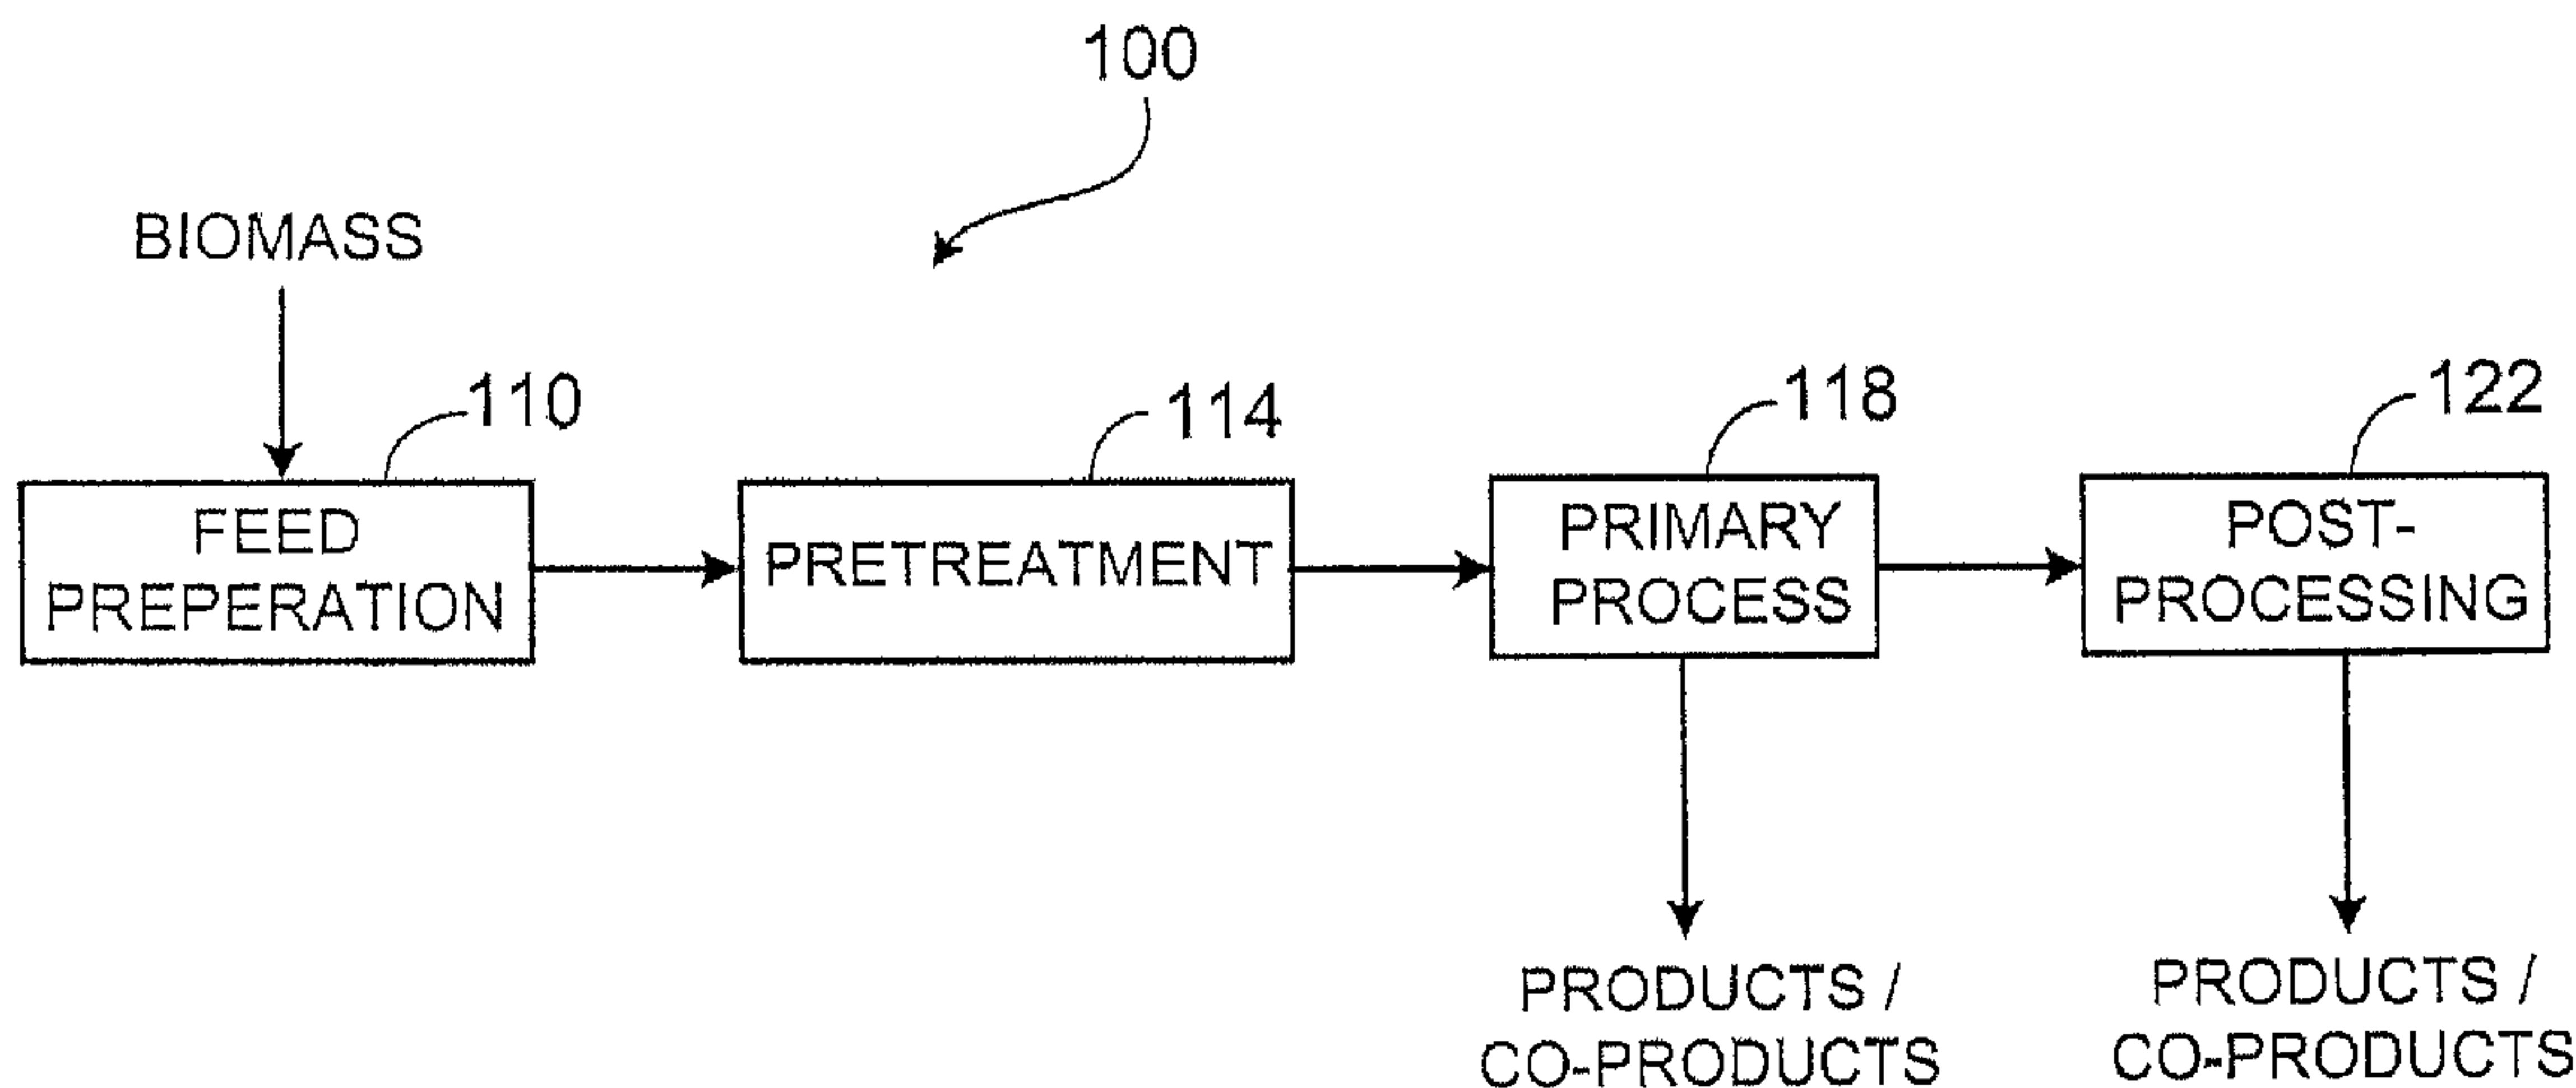 100
BIOMASS
110
114
118
122
FEED
PREPERATION
PRETREATMENT
PRIMARY
PROCESS
POST-
PROCESSING
PRODUCTS /
CO-PRODUCTS
PRODUCTS /
CO-PRODUCTS